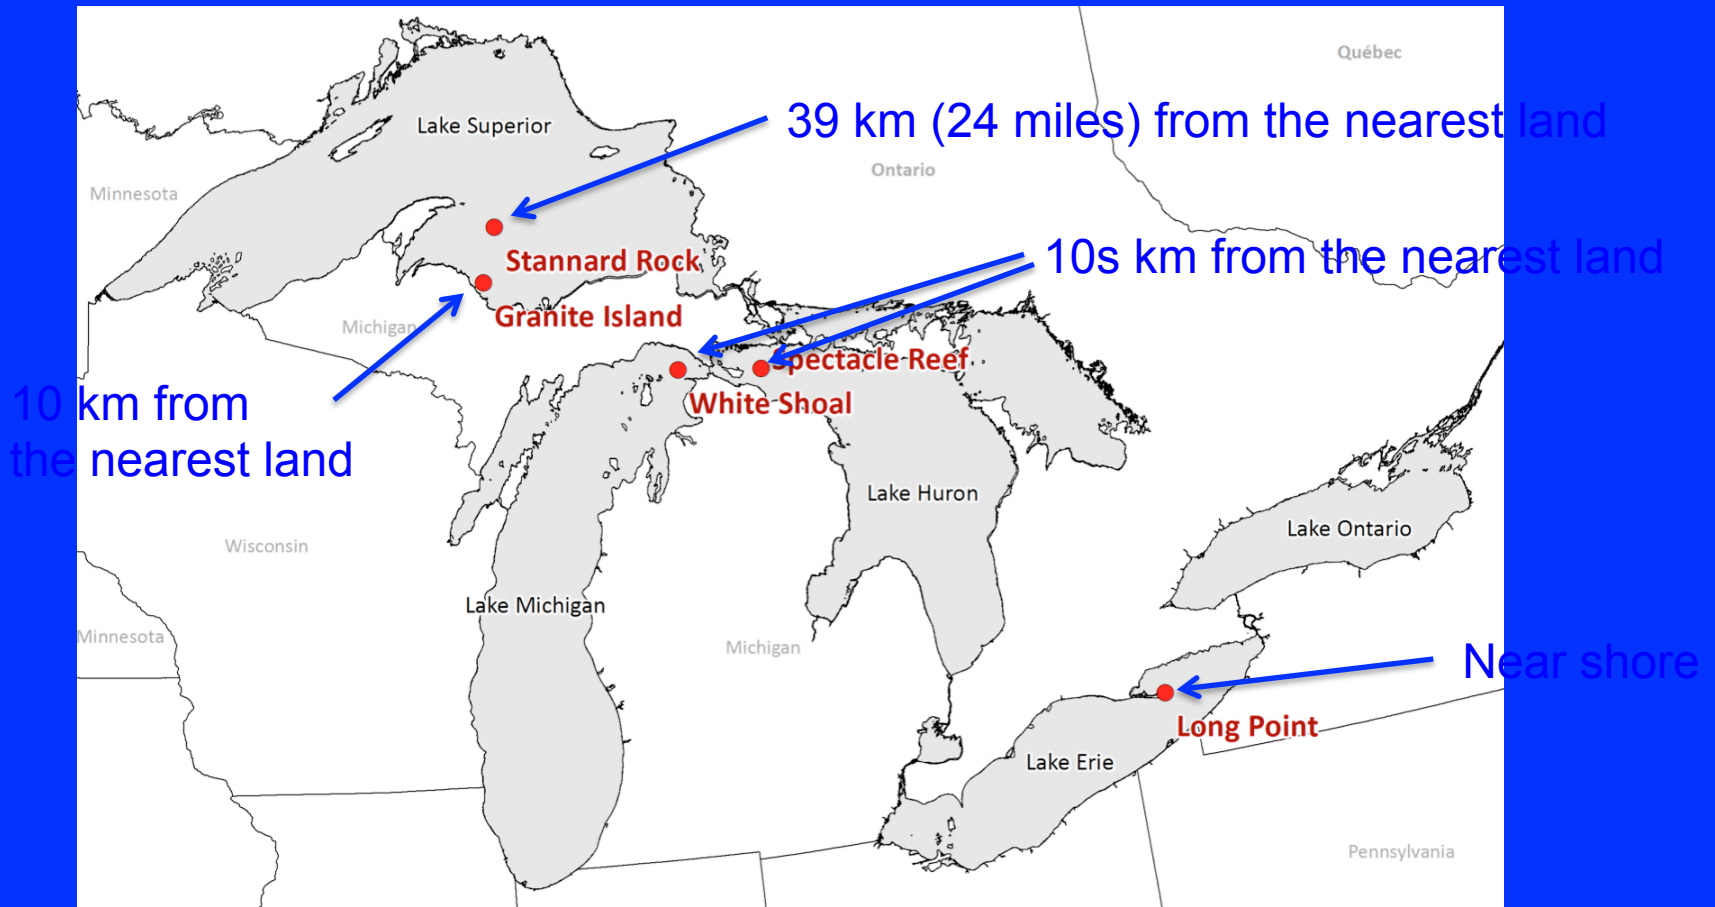 Québec
39 km (24 miles) from the nearest land
Lake Superior
Ontario
Minnesota
10s km from the nearest land
Stannard Rock
Granite Island
Michigan
Spectacle Reef
White Shoal
10 km from
the nearest land
Lake Huron
Lake Ontario
Wisconsin
Lake Michigan
Minnesota
Michigan
Near shore
Long Point
Lake Erie
Pennsylvania